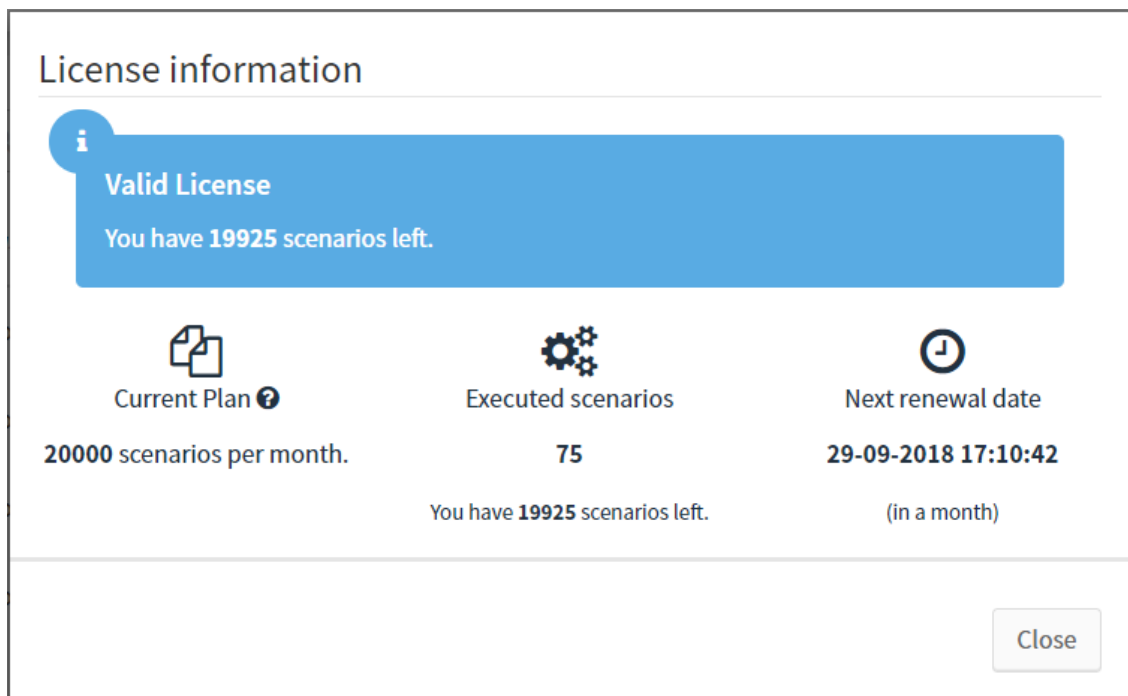 License information
i
Valid License
You have 19925 scenarios left.
Current Plan ?
Executed scenarios
Next renewal date
20000 scenarios per month.
75
29-09-2018 17:10:42
You have 19925 scenarios left.
(in a month)
Close